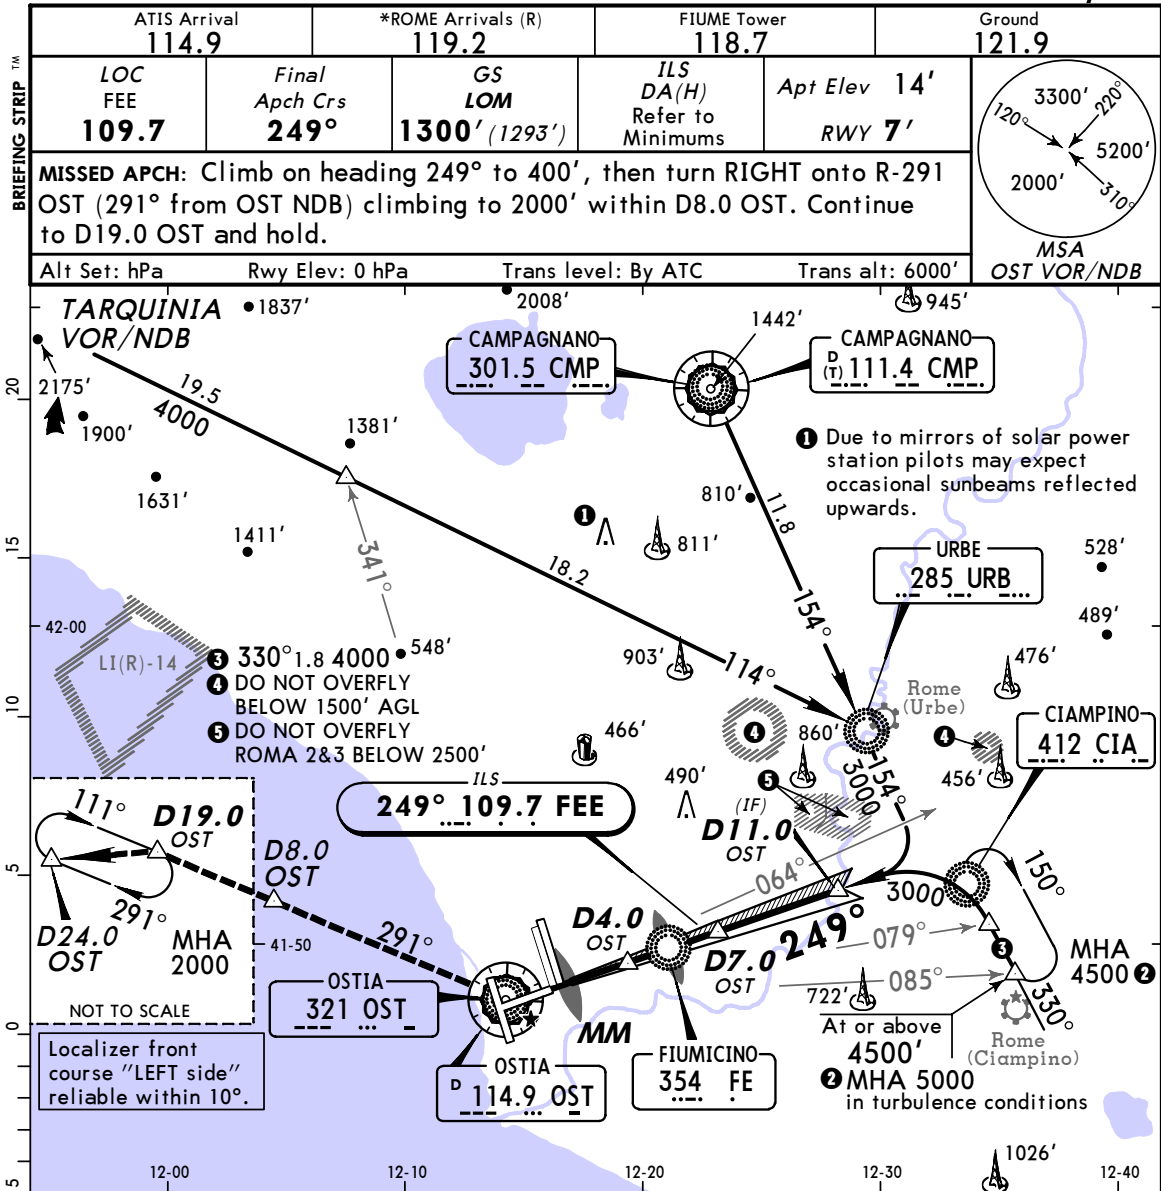 ATIS Arrival
114.9
*ROME Arrivals (R)
119.2
FIUME Tower
118.7
Ground
121.9
BRIEFING STRIP TM
LOC
FEE
109.7
Final
Apch Crs
249°
GS
LOM
1300' (1293')
ILS
DA(H)
Refer to
Minimums
Apt Elev 14'
RWY 7'
MISSED APCH: Climb on heading 249° to 400', then turn RIGHT onto R-291
OST (291° from OST NDB) climbing to 2000' within D8.0 OST. Continue
to D19.0 OST and hold.
Alt Set: hPa
Rwy Elev: 0 hPa
Trans level: By ATC
Trans alt: 6000'
3300'
120°
220°
5200'
2000'
310°
MSA
OST VOR/NDB
TARQUINIA
VOR/NDB
1837'
2008'
1442'
945'
CAMPAGNANO
301.5 CMP
CAMPAGNANO
D
(T) 111.4 CMP
20
2175'
19.5
4000
1900'
1381'
1631'
1411'
1 Due to mirrors of solar power
station pilots may expect
occasional sunbeams reflected
upwards.
810'
11.8
1
811'
15
341°
18.2
URBE
285 URB
528'
489'
42-00
LI(R)-14
548'
3 330° 1.8 4000
4 DO NOT OVERFLY
BELOW 1500' AGL
5 DO NOT OVERFLY
ROMA 2&3 BELOW 2500'
154°
903'
114°
476'
Rome
(Urbe)
10
466'
4
860'
4
456'
CIAMPINO
412 CIA
154°
3000
490'
5
ILS
249° 109.7 FEE
(IF)
D11.0
OST
111°
D19.0
OST
D8.0
OST
5
064°
3000
150°
291°
D24.0
OST
MHA
2000
41-50
291°
D4.0
OST
D7.0
OST
249°
079°
3
085°
MHA
4500 2
NOT TO SCALE
OSTIA
321 OST
MM
722'
330°
0
At or above
4500'
Rome
(Ciampino)
Localizer front
course "LEFT side"
reliable within 10°.
OSTIA
D 114.9 OST
FIUMICINO
354 FE
2 MHA 5000
in turbulence conditions
1026'
5
12-00
12-10
12-20
12-30
12-40